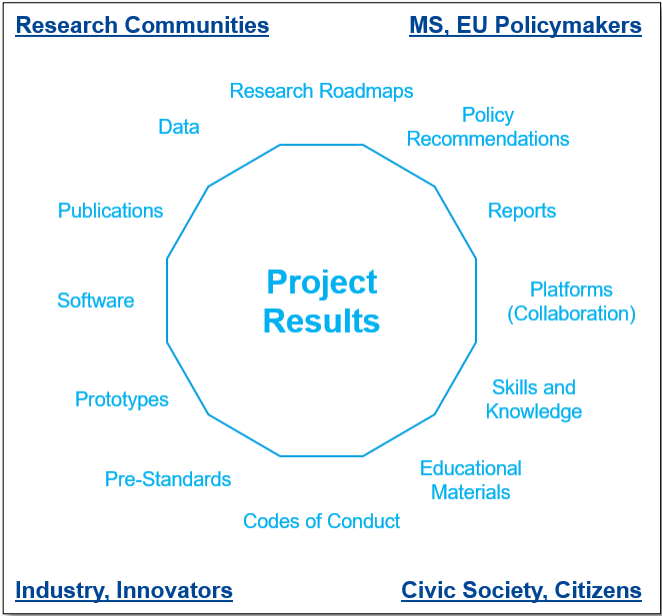 Research Communities
MS, EU Policymakers
Research Roadmaps
Policy
Recommendations
Data
Publications
Reports
Project
Results
Software
Platforms
(Collaboration)
Prototypes
Skills and
Knowledge
Pre-Standards
Educational
Materials
Codes of Conduct
Industry, Innovators
Civic Society, Citizens